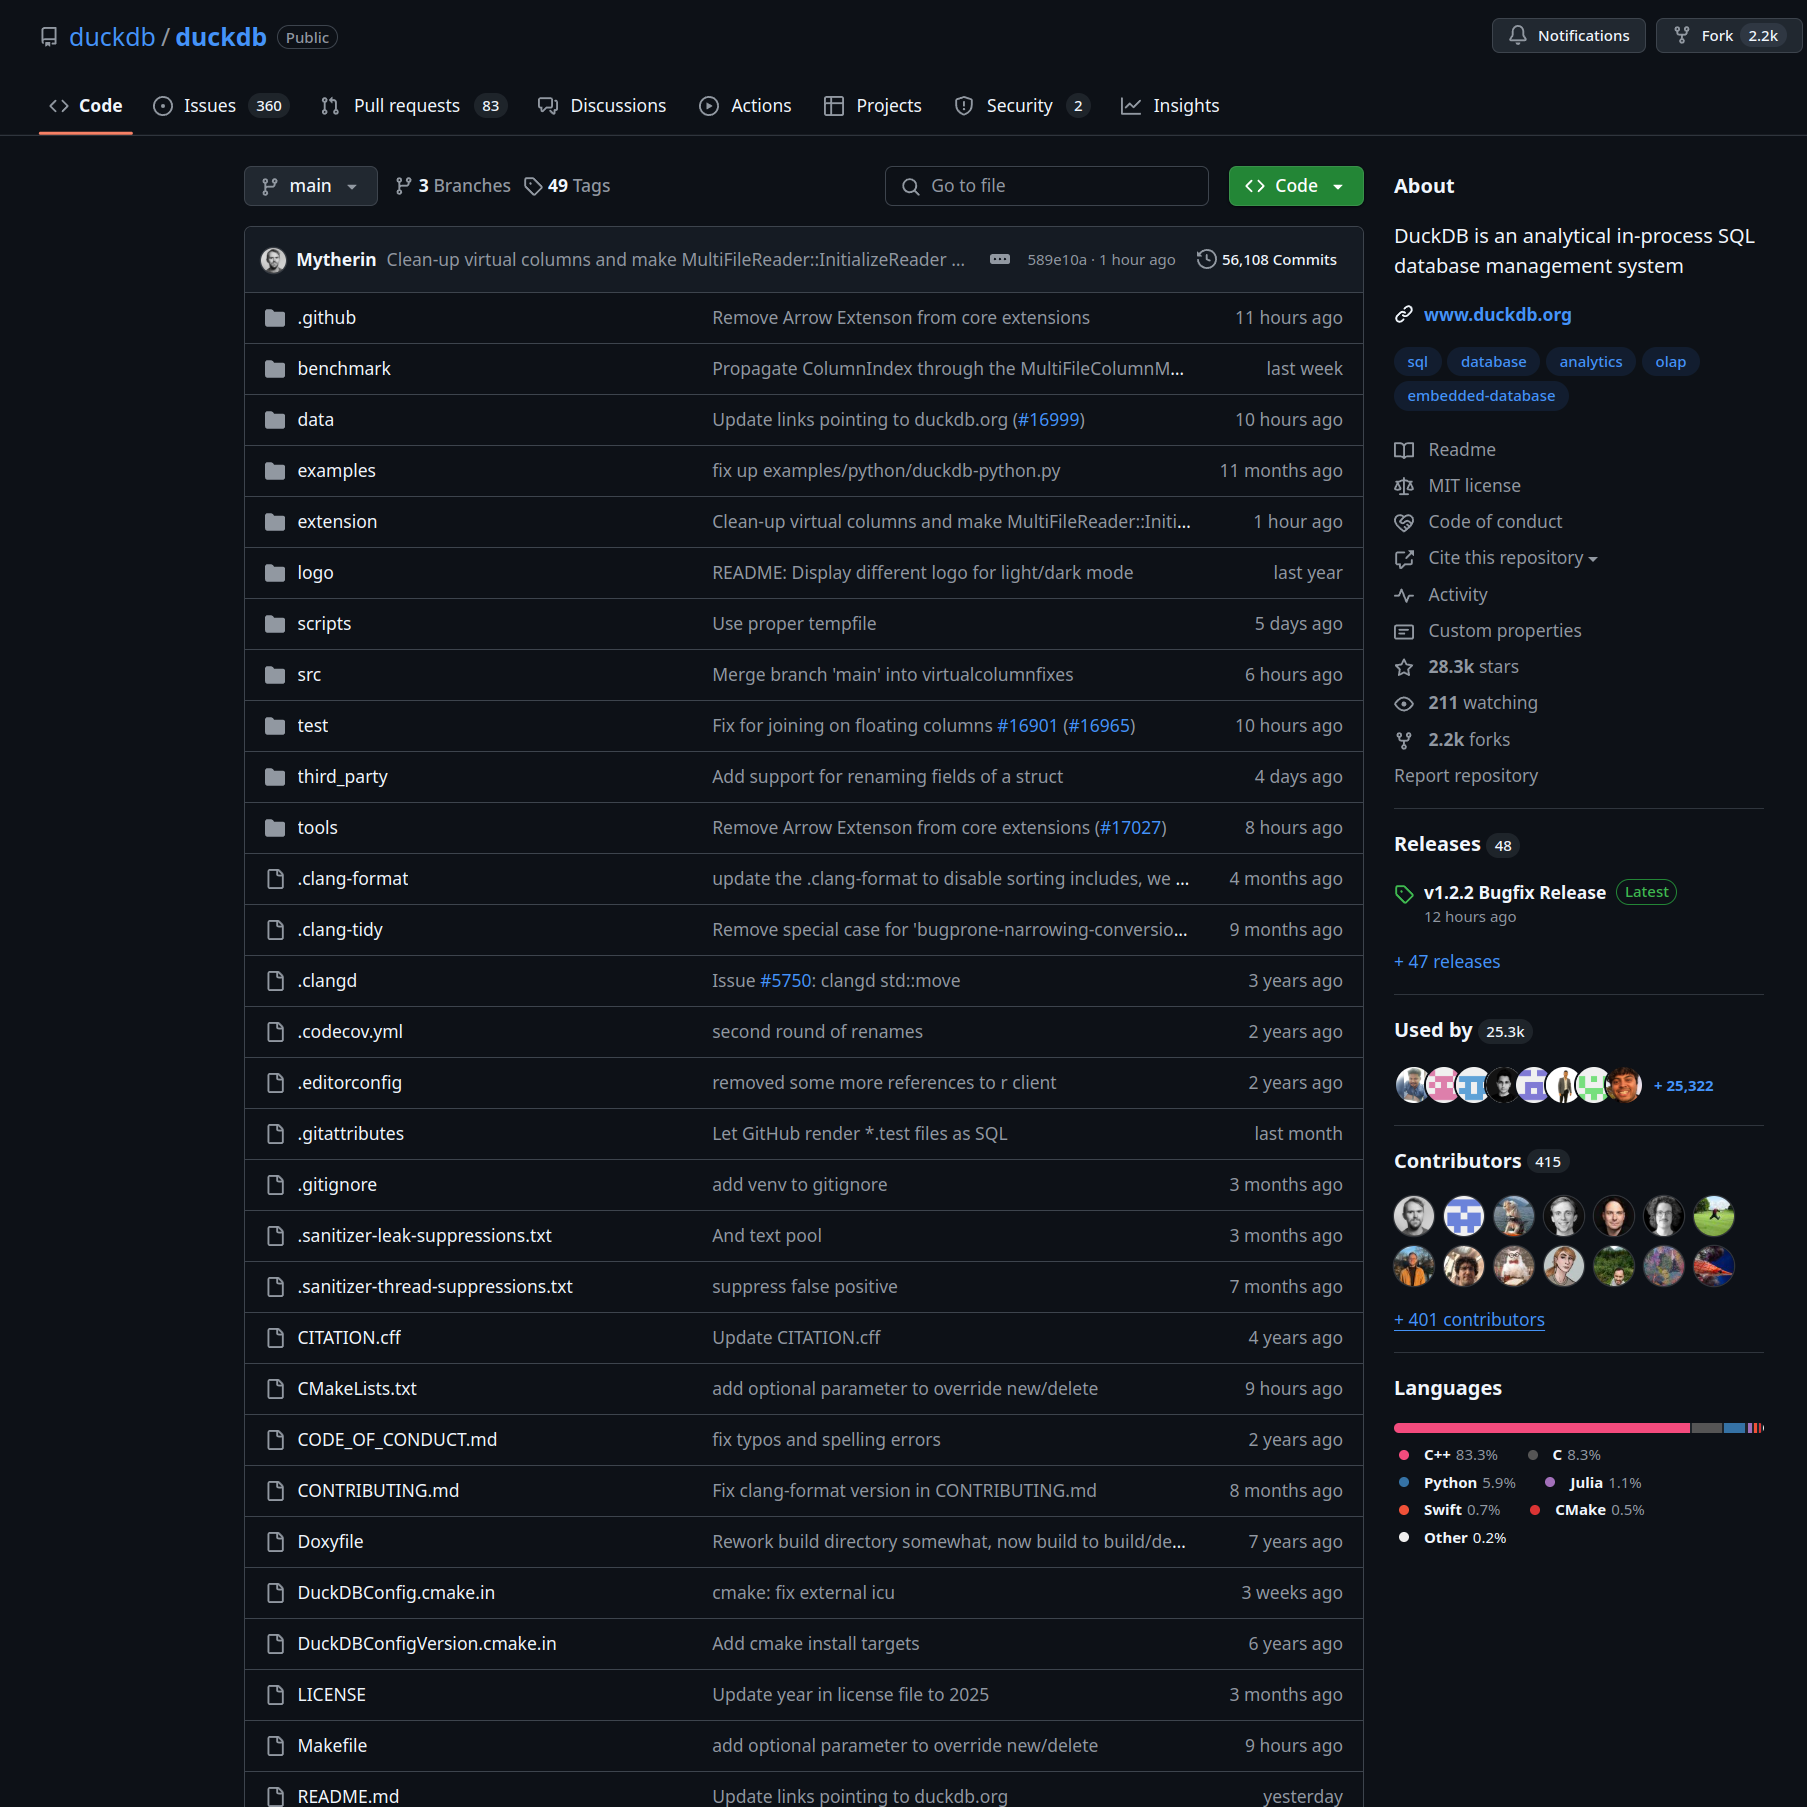 duckdb / duckdb Public
Notifications
Fork 2.2k
Code
Issues 360
Pull requests 83
Discussions
Actions
Projects
Security 2
Insights
main
3 Branches
49 Tags
Go to file
Code
Mytherin Clean-up virtual columns and make MultiFileReader::InitializeReader ... 589e10a · 1 hour ago 56,108 Commits
.github Remove Arrow Extenson from core extensions 11 hours ago
benchmark Propagate ColumnIndex through the MultiFileColumnM... last week
data Update links pointing to duckdb.org (#16999) 10 hours ago
examples fix up examples/python/duckdb-python.py 11 months ago
extension Clean-up virtual columns and make MultiFileReader::Initi... 1 hour ago
logo README: Display different logo for light/dark mode last year
scripts Use proper tempfile 5 days ago
src Merge branch 'main' into virtualcolumnfixes 6 hours ago
test Fix for joining on floating columns #16901 (#16965) 10 hours ago
third_party Add support for renaming fields of a struct 4 days ago
tools Remove Arrow Extenson from core extensions (#17027) 8 hours ago
.clang-format update the .clang-format to disable sorting includes, we ... 4 months ago
.clang-tidy Remove special case for 'bugprone-narrowing-conversio... 9 months ago
.clangd Issue #5750: clangd std::move 3 years ago
.codecov.yml second round of renames 2 years ago
.editorconfig removed some more references to r client 2 years ago
.gitattributes Let GitHub render *.test files as SQL last month
.gitignore add venv to gitignore 3 months ago
.sanitizer-leak-suppressions.txt And text pool 3 months ago
.sanitizer-thread-suppressions.txt suppress false positive 7 months ago
CITATION.cff Update CITATION.cff 4 years ago
CMakeLists.txt add optional parameter to override new/delete 9 hours ago
CODE_OF_CONDUCT.md fix typos and spelling errors 2 years ago
CONTRIBUTING.md Fix clang-format version in CONTRIBUTING.md 8 months ago
Doxyfile Rework build directory somewhat, now build to build/de... 7 years ago
DuckDBConfig.cmake.in cmake: fix external icu 3 weeks ago
DuckDBConfigVersion.cmake.in Add cmake install targets 6 years ago
LICENSE Update year in license file to 2025 3 months ago
Makefile add optional parameter to override new/delete 9 hours ago
README.md Update links pointing to duckdb.org yesterday
About
DuckDB is an analytical in-process SQL
database management system
www.duckdb.org
sql database analytics olap
embedded-database
Readme
MIT license
Code of conduct
Cite this repository
Activity
Custom properties
28.3k stars
211 watching
2.2k forks
Report repository
Releases 48
v1.2.2 Bugfix Release Latest
12 hours ago
+ 47 releases
Used by 25.3k
+ 25,322
Contributors 415
+ 401 contributors
Languages
C++ 83.3% C 8.3%
Python 5.9% Julia 1.1%
Swift 0.7% CMake 0.5%
Other 0.2%